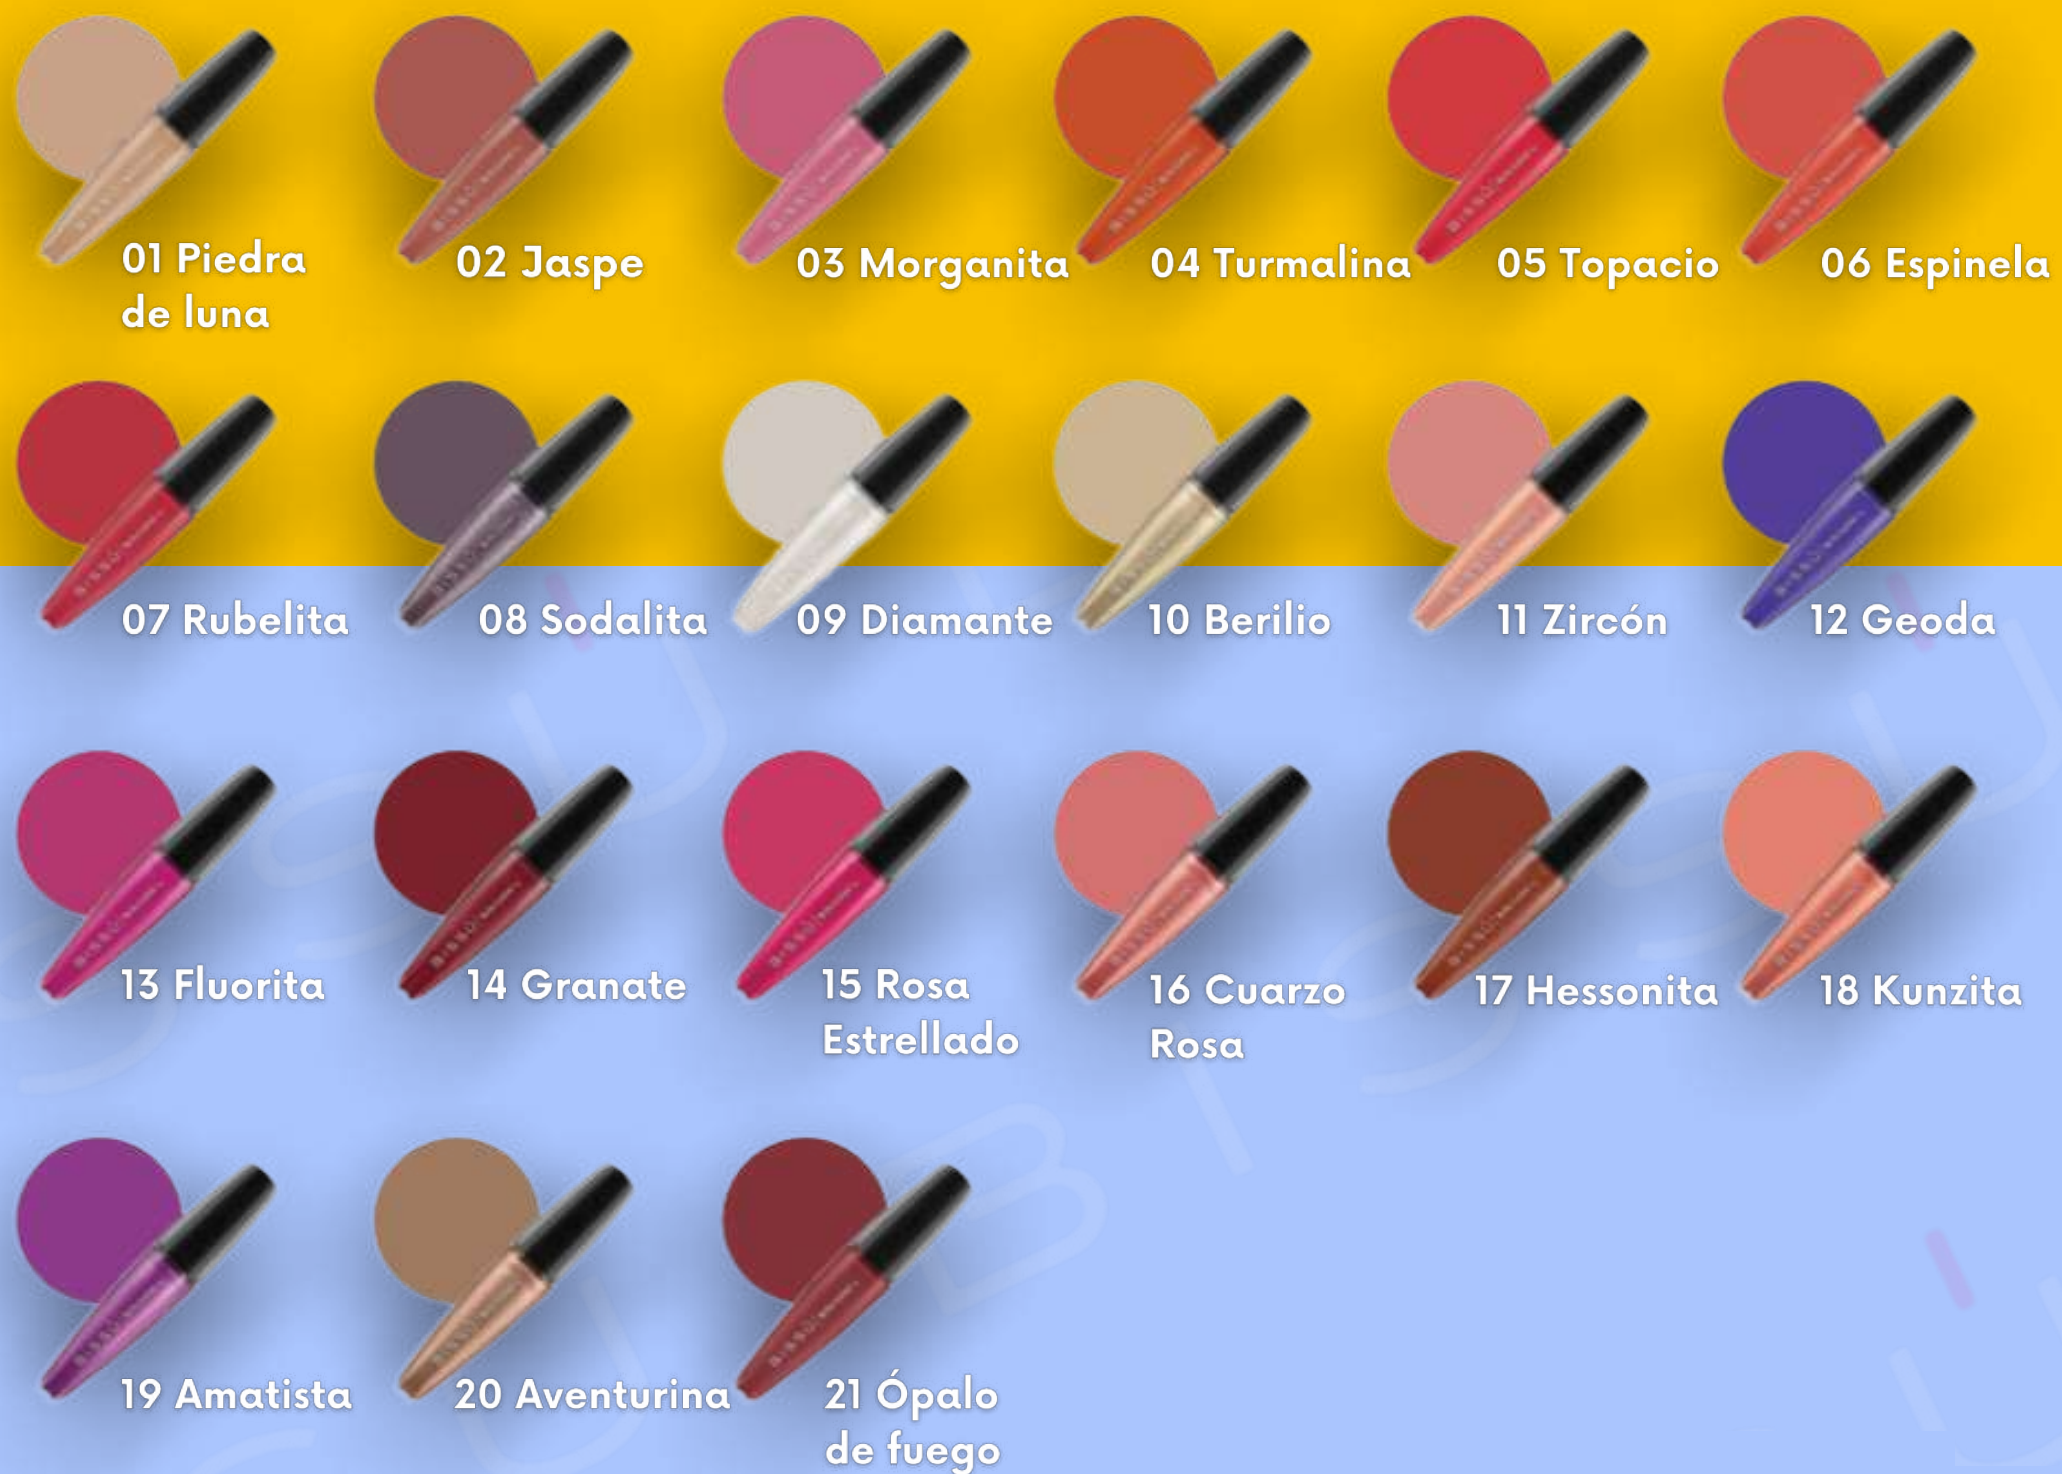 01 Piedra
de luna
02 Jaspe
03 Morganita
04 Turmalina
05 Topacio
06 Espinela
07 Rubelita
08 Sodalita
09 Diamante
10 Berilio
11 Zircón
12 Geoda
13 Fluorita
14 Granate
15 Rosa
Estrellado
16 Cuarzo
Rosa
17 Hessonita
18 Kunzita
19 Amatista
20 Aventurina
21 Ópalo
de fuego